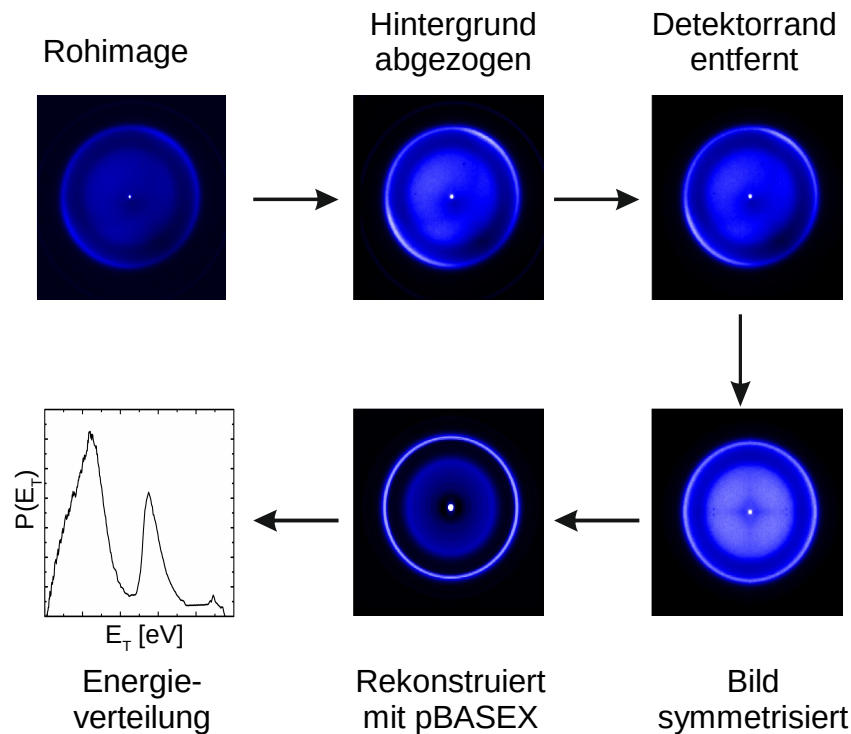 Rohimage
Hintergrund
abgezogen
Detektorrand
entfernt
P(E_T)
E_T [eV]
Energie-
verteilung
Rekonstruiert
mit pBASEX
Bild
symmetrisiert